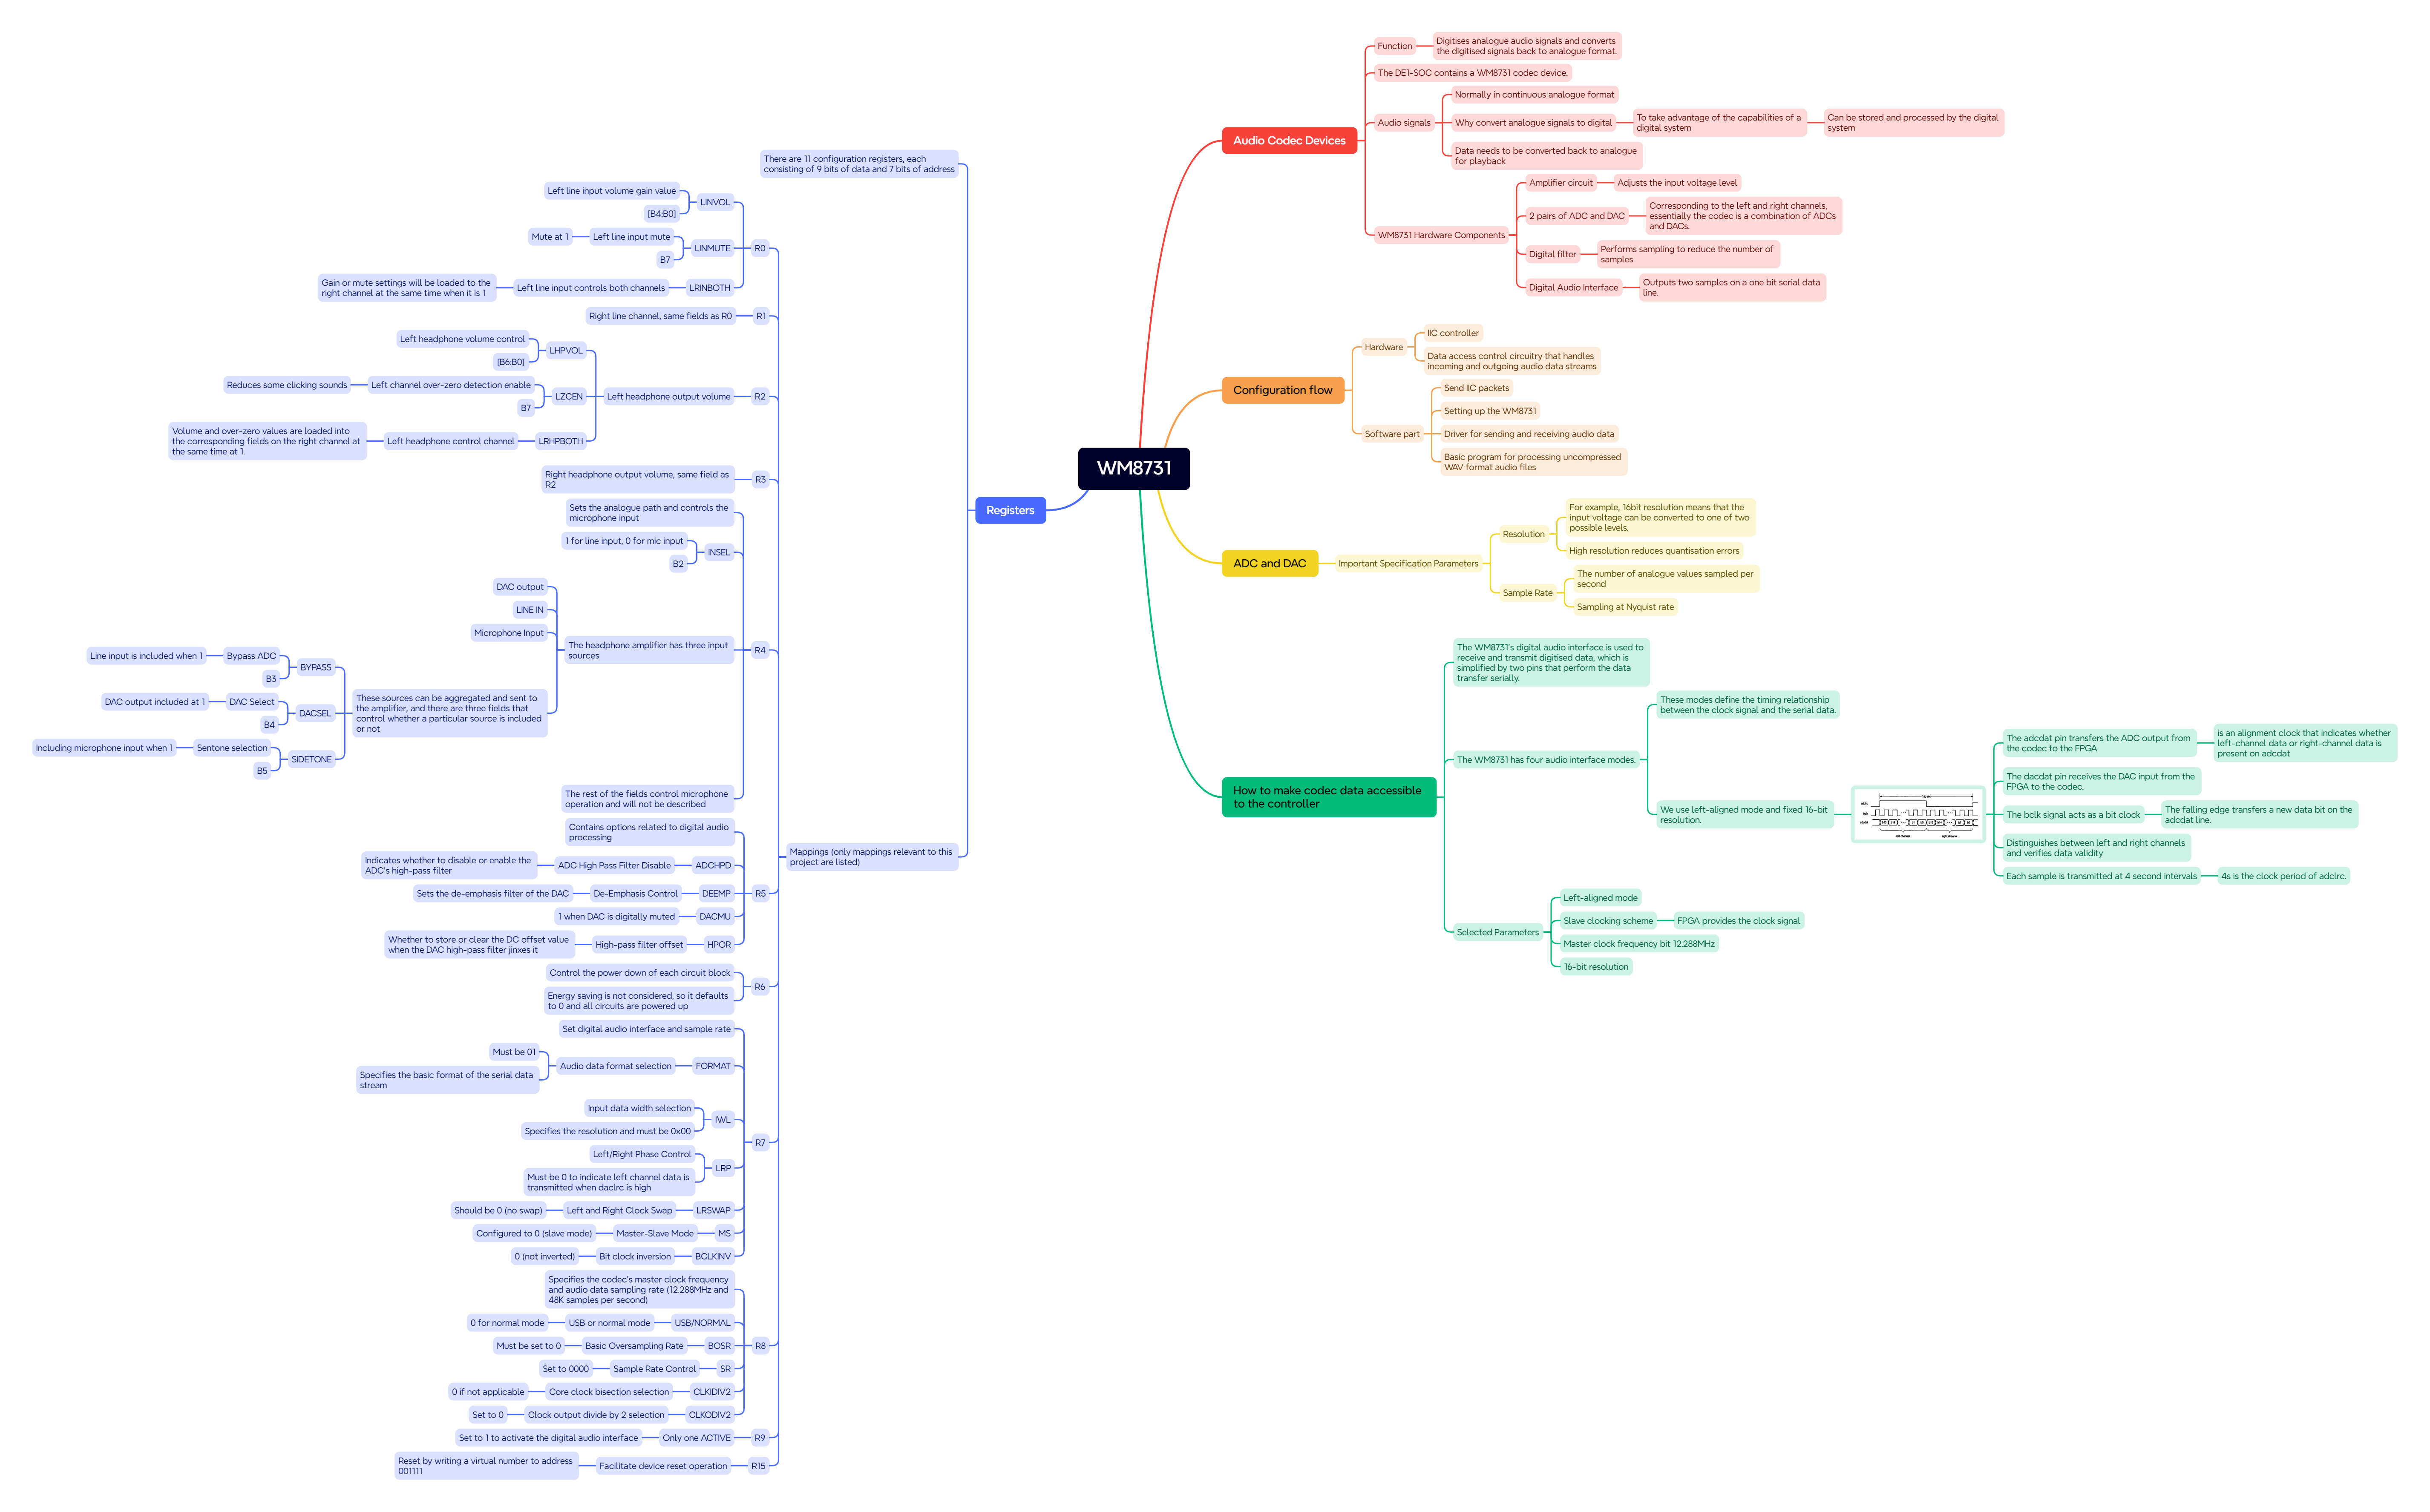 WM8731
Audio Codec Devices
Function
Digitises analogue audio signals and converts
the digitised signals back to analogue format.
The DE1-SOC contains a WM8731 codec device.
Audio signals
Normally in continuous analogue format
Why convert analogue signals to digital
To take advantage of the capabilities of a
digital system
Can be stored and processed by the digital
system
Data needs to be converted back to analogue
for playback
WM8731 Hardware Components
Amplifier circuit
Adjusts the input voltage level
2 pairs of ADC and DAC
Corresponding to the left and right channels,
essentially the codec is a combination of ADCs
and DACs.
Digital filter
Performs sampling to reduce the number of
samples
Digital Audio Interface
Outputs two samples on a one bit serial data
line.
Configuration flow
Hardware
IIC controller
Data access control circuitry that handles
incoming and outgoing audio data streams
Software part
Send IIC packets
Setting up the WM8731
Driver for sending and receiving audio data
Basic program for processing uncompressed
WAV format audio files
ADC and DAC
Important Specification Parameters
Resolution
For example, 16bit resolution means that the
input voltage can be converted to one of two
possible levels.
High resolution reduces quantisation errors
Sample Rate
The number of analogue values sampled per
second
Sampling at Nyquist rate
How to make codec data accessible
to the controller
The WM8731's digital audio interface is used to
receive and transmit digitised data, which is
simplified by two pins that perform the data
transfer serially.
The WM8731 has four audio interface modes.
These modes define the timing relationship
between the clock signal and the serial data.
We use left-aligned mode and fixed 16-bit
resolution.
left channel
right channel
The adcdat pin transfers the ADC output from
the codec to the FPGA
is an alignment clock that indicates whether
left-channel data or right-channel data is
present on adcdat
The dacdat pin receives the DAC input from the
FPGA to the codec.
The bclk signal acts as a bit clock
The falling edge transfers a new data bit on the
adcdat line.
Distinguishes between left and right channels
and verifies data validity
Each sample is transmitted at 4 second intervals
4s is the clock period of adclrc.
Selected Parameters
Left-aligned mode
Slave clocking scheme
FPGA provides the clock signal
Master clock frequency bit 12.288MHz
16-bit resolution
Registers
There are 11 configuration registers, each
consisting of 9 bits of data and 7 bits of address
Mappings (only mappings relevant to this
project are listed)
R0
LINVOL
Left line input volume gain value
[B4:B0]
LINMUTE
Left line input mute
Mute at 1
B7
LRINBOTH
Left line input controls both channels
Gain or mute settings will be loaded to the
right channel at the same time when it is 1
R1
Right line channel, same fields as R0
R2
Left headphone output volume
LHPVOL
Left headphone volume control
[B6:B0]
LZCEN
Left channel over-zero detection enable
Reduces some clicking sounds
B7
LRHPBOTH
Left headphone control channel
Volume and over-zero values are loaded into
the corresponding fields on the right channel at
the same time at 1.
R3
Right headphone output volume, same field as
R2
R4
Sets the analogue path and controls the
microphone input
INSEL
1 for line input, 0 for mic input
B2
The headphone amplifier has three input
sources
DAC output
LINE IN
Microphone Input
These sources can be aggregated and sent to
the amplifier, and there are three fields that
control whether a particular source is included
or not
BYPASS
Bypass ADC
Line input is included when 1
B3
DACSEL
DAC Select
DAC output included at 1
B4
SIDETONE
Sentone selection
Including microphone input when 1
B5
The rest of the fields control microphone
operation and will not be described
R5
Contains options related to digital audio
processing
ADCHPD
ADC High Pass Filter Disable
Indicates whether to disable or enable the
ADC's high-pass filter
DEEMP
De-Emphasis Control
Sets the de-emphasis filter of the DAC
DACMU
1 when DAC is digitally muted
HPOR
High-pass filter offset
Whether to store or clear the DC offset value
when the DAC high-pass filter jinxes it
R6
Control the power down of each circuit block
Energy saving is not considered, so it defaults
to 0 and all circuits are powered up
R7
Set digital audio interface and sample rate
FORMAT
Audio data format selection
Must be 01
Specifies the basic format of the serial data
stream
IWL
Input data width selection
Specifies the resolution and must be 0x00
LRP
Left/Right Phase Control
Must be 0 to indicate left channel data is
transmitted when daclrc is high
LRSWAP
Left and Right Clock Swap
Should be 0 (no swap)
MS
Master-Slave Mode
Configured to 0 (slave mode)
BCLKINV
Bit clock inversion
0 (not inverted)
R8
Specifies the codec's master clock frequency
and audio data sampling rate (12.288MHz and
48K samples per second)
USB/NORMAL
USB or normal mode
0 for normal mode
BOSR
Basic Oversampling Rate
Must be set to 0
SR
Sample Rate Control
Set to 0000
CLKIDIV2
Core clock bisection selection
0 if not applicable
CLKODIV2
Clock output divide by 2 selection
Set to 0
R9
Only one ACTIVE
Set to 1 to activate the digital audio interface
R15
Facilitate device reset operation
Reset by writing a virtual number to address
001111